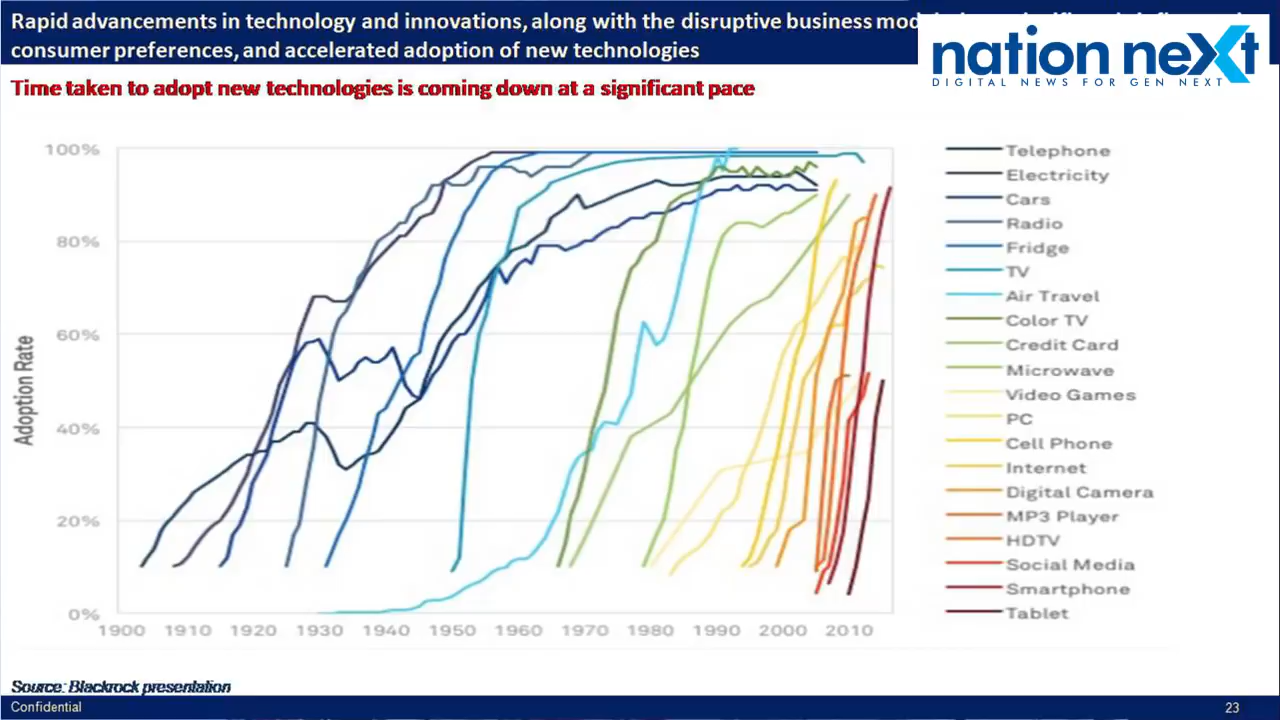 Rapid advancements in technology and innovations, along with the disruptive business
consumer preferences, and accelerated adoption of new technologies
nation next
DIGITAL NEWS FOR GEN NEXT
Time taken to adopt new technologies is coming down at a significant pace
100%
80%
60%
40%
20%
0%
Adoption Rate
1900 1910 1920 1930 1940 1950 1960 1970 1980 1990 2000 2010
Telephone
Electricity
Cars
Radio
Fridge
TV
Air Travel
Color TV
Credit Card
Microwave
Video Games
PC
Cell Phone
Internet
Digital Camera
MP3 Player
HDTV
Social Media
Smartphone
Tablet
Source: Blackrock presentation
Confidential
23